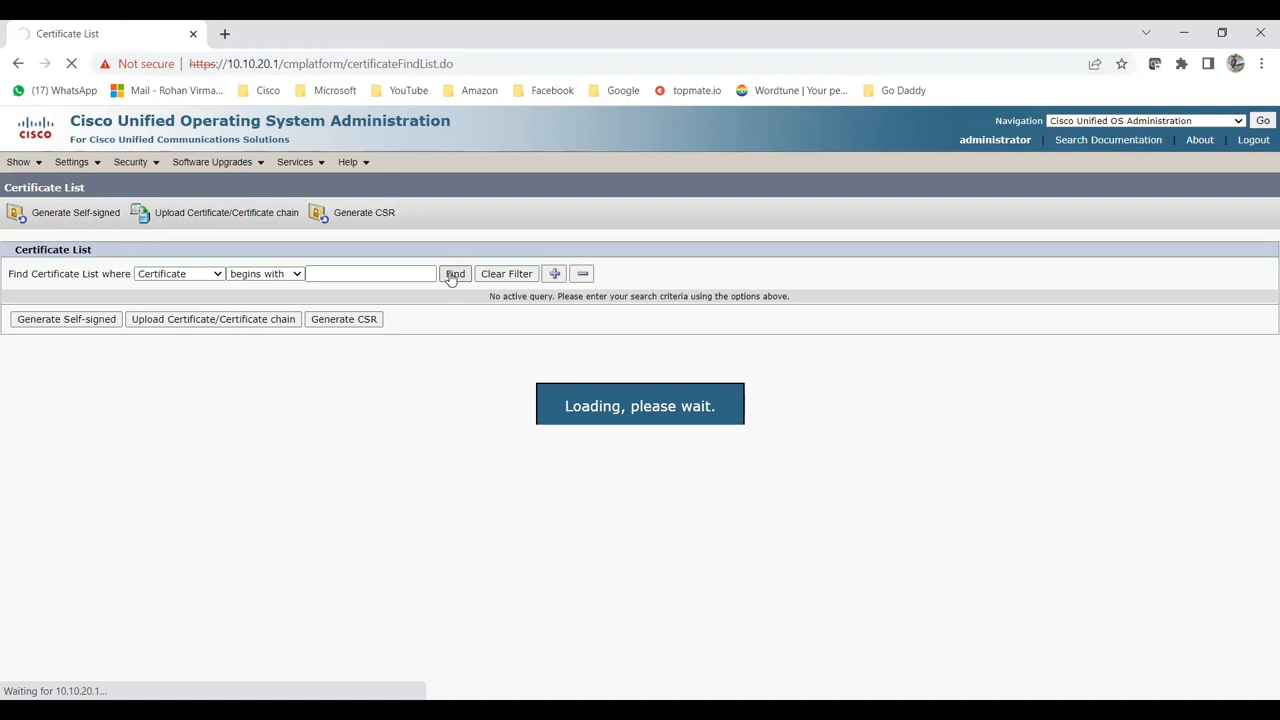 Certificate List
Not secure https://10.10.20.1/cmplatform/certificateFindList.do
(17) WhatsApp Mail - Rohan Virma... Cisco Microsoft YouTube Amazon Facebook Google topmate.io Wordtune | Your pe... Go Daddy
CISCO Cisco Unified Operating System Administration Navigation Cisco Unified OS Administration Go
For Cisco Unified Communications Solutions administrator Search Documentation About Logout
Show Settings Security Software Upgrades Services Help
Certificate List
Generate Self-signed Upload Certificate/Certificate chain Generate CSR
Certificate List
Find Certificate List where Certificate begins with Find Clear Filter
No active query. Please enter your search criteria using the options above.
Generate Self-signed Upload Certificate/Certificate chain Generate CSR
Loading, please wait.
Waiting for 10.10.20.1...